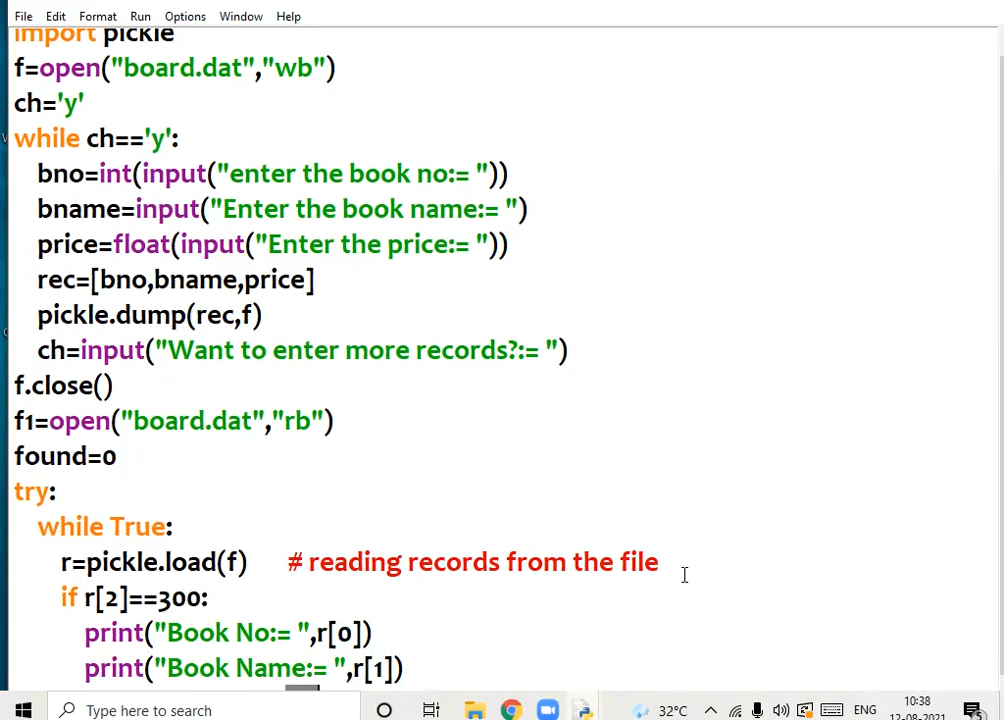 File Edit Format Run Options Window Help
import pickle
f=open("board.dat","wb")
ch='y'
while ch=='y':
bno=int(input("enter the book no:= "))
bname=input("Enter the book name:= ")
price=float(input("Enter the price:= "))
rec=[bno,bname,price]
pickle.dump(rec,f)
ch=input("Want to enter more records?:= ")
f.close()
f1=open("board.dat","rb")
found=0
try:
while True:
r=pickle.load(f) # reading records from the file
if r[2]==300:
print("Book No:= ",r[0])
print("Book Name:= ",r[1])
Type here to search
32°C
ENG
10:38
12-08-2021